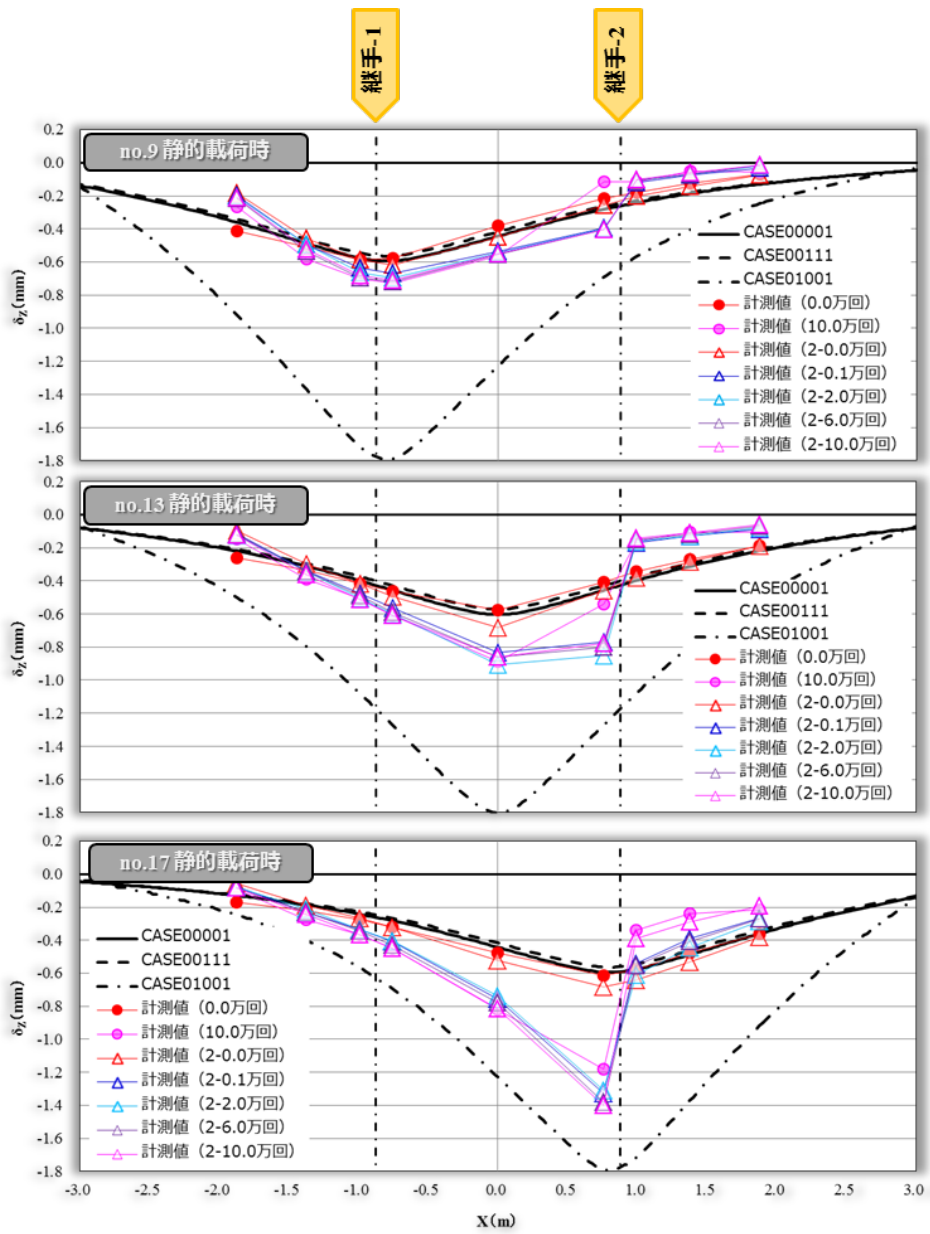 継手-1
継手-2
no.9 静的載荷時
0.2
0.0
-0.2
-0.4
-0.6
-0.8
-1.0
-1.2
-1.4
-1.6
-1.8
δZ(mm)
CASE00001
CASE00111
CASE01001
計測値（0.0万回）
計測値（10.0万回）
計測値（2-0.0万回）
計測値（2-0.1万回）
計測値（2-2.0万回）
計測値（2-6.0万回）
計測値（2-10.0万回）
no.13 静的載荷時
0.2
0.0
-0.2
-0.4
-0.6
-0.8
-1.0
-1.2
-1.4
-1.6
-1.8
δZ(mm)
CASE00001
CASE00111
CASE01001
計測値（0.0万回）
計測値（10.0万回）
計測値（2-0.0万回）
計測値（2-0.1万回）
計測値（2-2.0万回）
計測値（2-6.0万回）
計測値（2-10.0万回）
no.17 静的載荷時
0.2
0.0
-0.2
-0.4
-0.6
-0.8
-1.0
-1.2
-1.4
-1.6
-1.8
δZ(mm)
CASE00001
CASE00111
CASE01001
計測値（0.0万回）
計測値（10.0万回）
計測値（2-0.0万回）
計測値（2-0.1万回）
計測値（2-2.0万回）
計測値（2-6.0万回）
計測値（2-10.0万回）
-3.0 -2.0 -1.5 -1.0 -0.5 0.0 0.5 1.0 1.5 2.0 2.5 3.0
X(m)